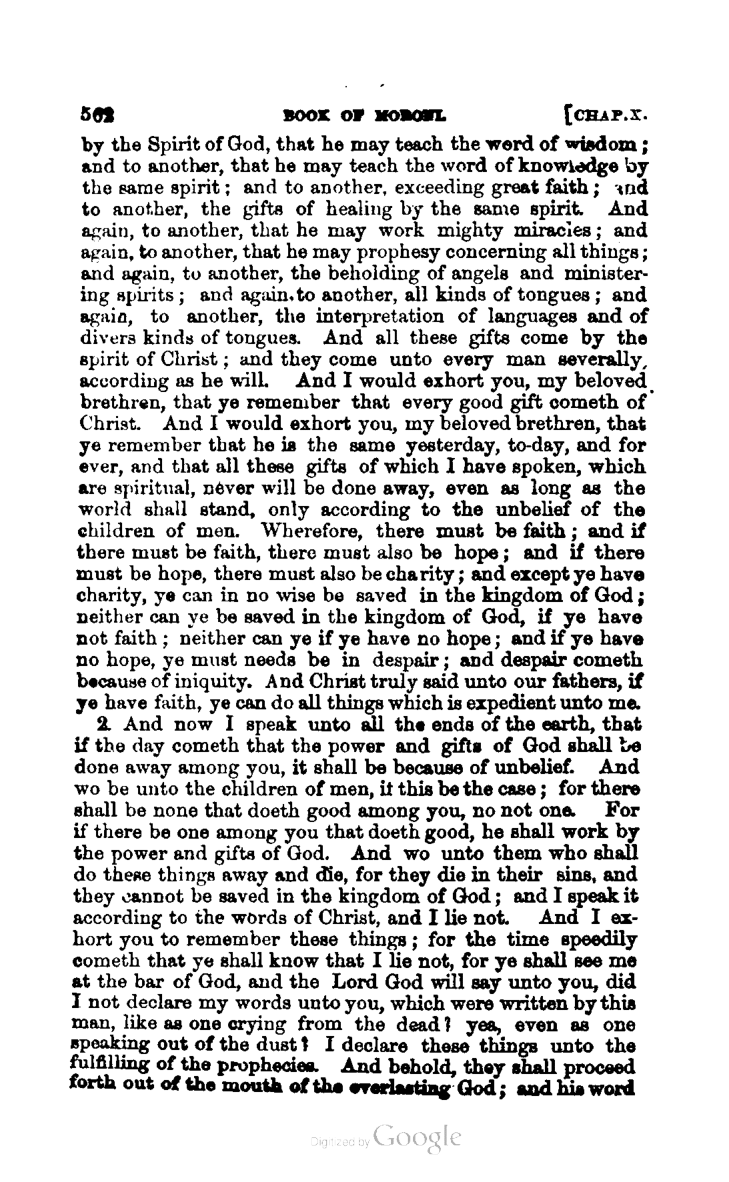 562 BOOK OF MORONI. [CHAP. X.
by the Spirit of God, that he may teach the word of wisdom;
and to another, that he may teach the word of knowledge by
the same spirit; and to another, exceeding great faith; and
to another, the gifts of healing by the same spirit. And
again, to another, that he may work mighty miracles; and
again, to another, that he may prophesy concerning all things;
and again, to another, the beholding of angels and minister-
ing spirits; and again, to another, all kinds of tongues; and
again, to another, the interpretation of languages and of
divers kinds of tongues. And all these gifts come by the
spirit of Christ; and they come unto every man severally,
according as he will. And I would exhort you, my beloved
brethren, that ye remember that every good gift cometh of
Christ. And I would exhort you, my beloved brethren, that
ye remember that he is the same yesterday, to-day, and for
ever, and that all these gifts of which I have spoken, which
are spiritual, never will be done away, even as long as the
world shall stand, only according to the unbelief of the
children of men. Wherefore, there must be faith; and if
there must be faith, there must also be hope; and if there
must be hope, there must also be charity; and except ye have
charity, ye can in no wise be saved in the kingdom of God;
neither can ye be saved in the kingdom of God, if ye have
not faith; neither can ye if ye have no hope; and if ye have
no hope, ye must needs be in despair; and despair cometh
because of iniquity. And Christ truly said unto our fathers, if
ye have faith, ye can do all things which is expedient unto me.
2. And now I speak unto all the ends of the earth, that
if the day cometh that the power and gifts of God shall be
done away among you, it shall be because of unbelief. And
wo be unto the children of men, if this be the case; for there
shall be none that doeth good among you, no not one. For
if there be one among you that doeth good, he shall work by
the power and gifts of God. And wo unto them who shall
do these things away and die, for they die in their sins, and
they cannot be saved in the kingdom of God; and I speak it
according to the words of Christ, and I lie not. And I ex-
hort you to remember these things; for the time speedily
cometh that ye shall know that I lie not, for ye shall see me
at the bar of God, and the Lord God will say unto you, did
I not declare my words unto you, which were written by this
man, like as one crying from the dead? yea, even as one
speaking out of the dust? I declare these things unto the
fulfilling of the prophecies. And behold, they shall proceed
forth out of the mouth of the everlasting God; and his word
Digitized by Google